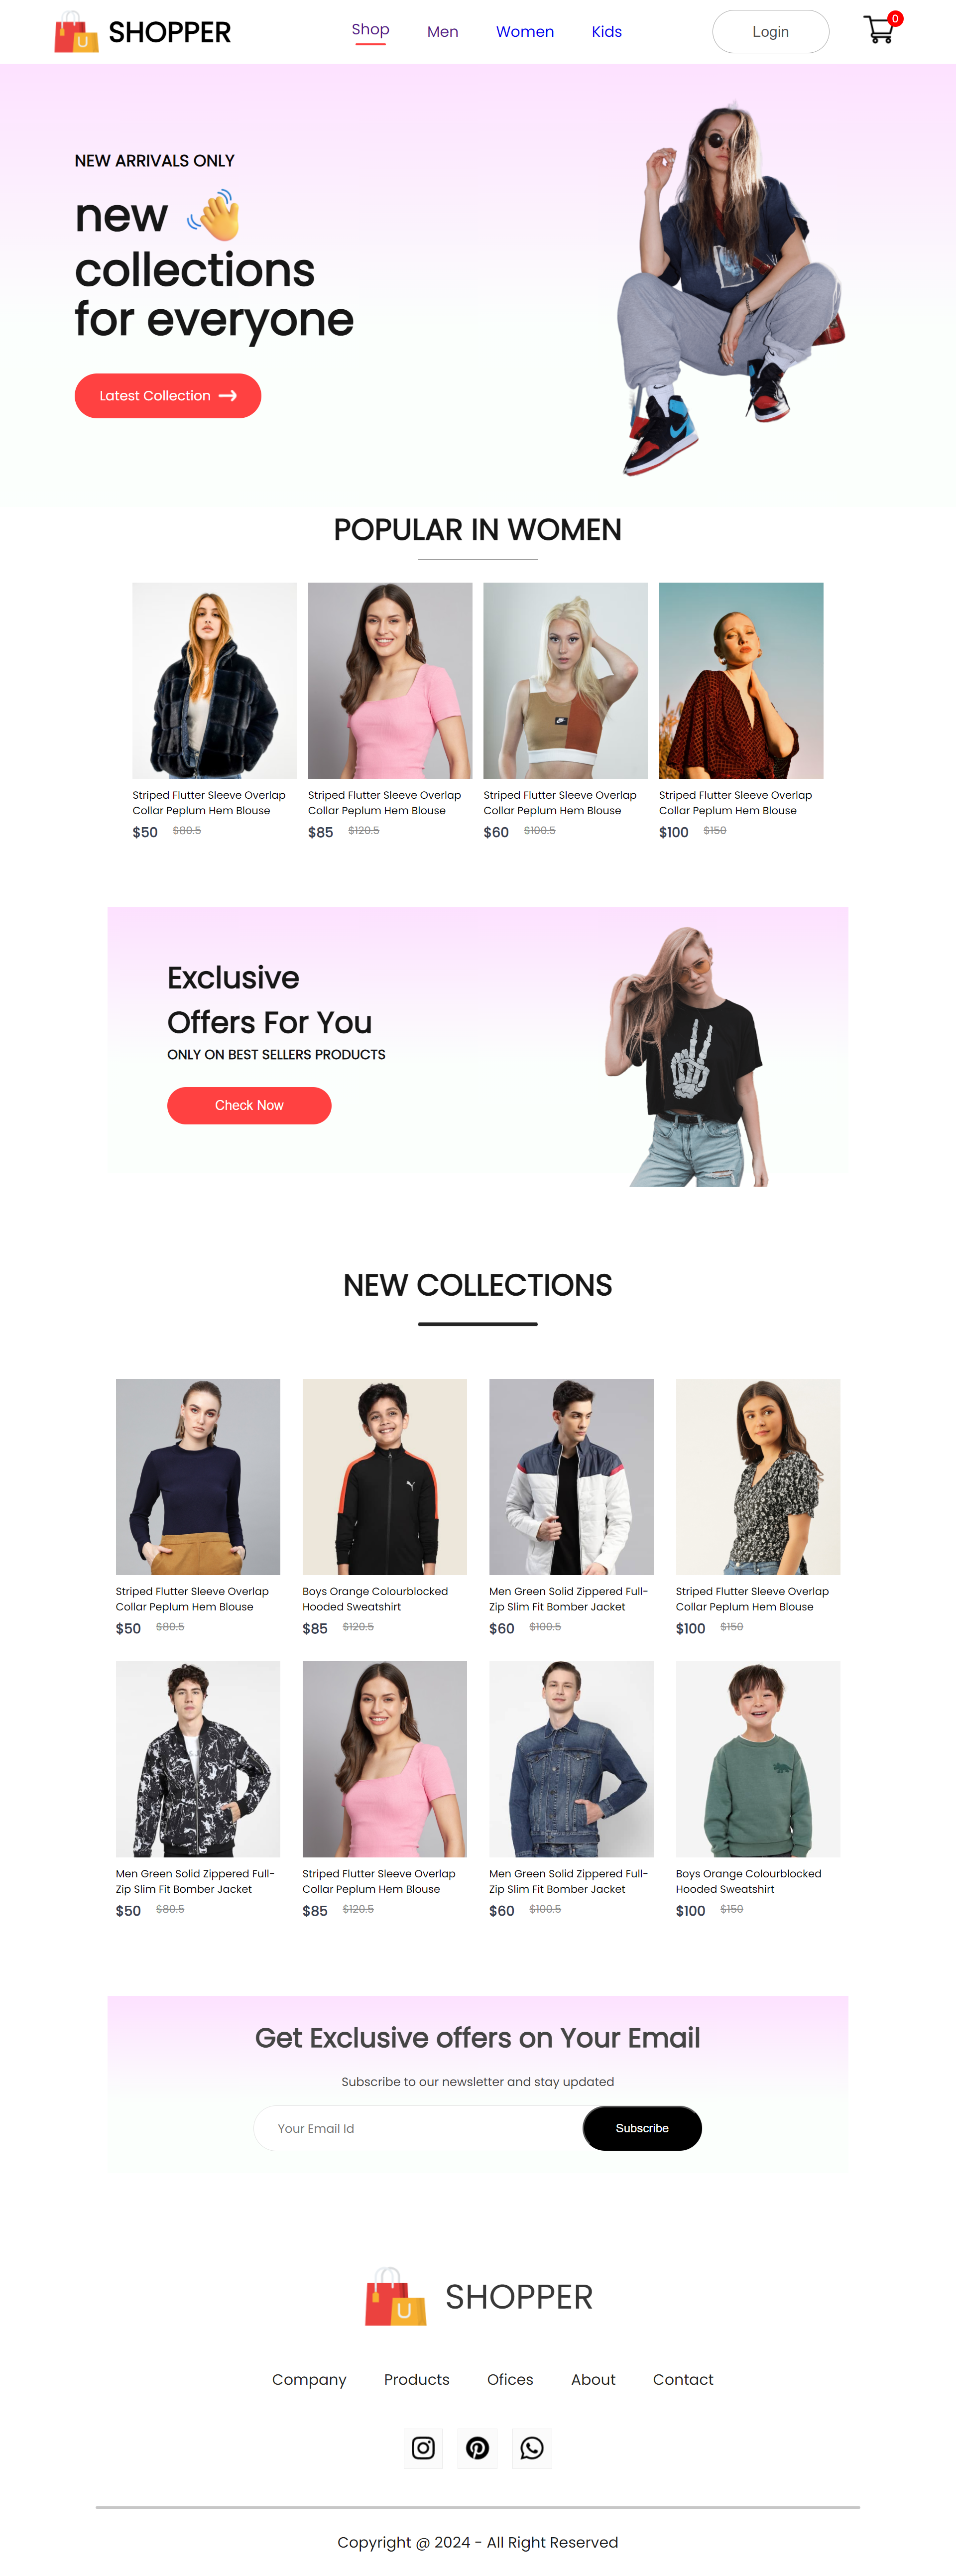 SHOPPER
Shop
Men
Women
Kids
Login
0
NEW ARRIVALS ONLY
new
collections
for everyone
Latest Collection
POPULAR IN WOMEN
Striped Flutter Sleeve Overlap
Collar Peplum Hem Blouse
$50 $80.5
Striped Flutter Sleeve Overlap
Collar Peplum Hem Blouse
$85 $120.5
Striped Flutter Sleeve Overlap
Collar Peplum Hem Blouse
$60 $100.5
Striped Flutter Sleeve Overlap
Collar Peplum Hem Blouse
$100 $150
Exclusive
Offers For You
ONLY ON BEST SELLERS PRODUCTS
Check Now
NEW COLLECTIONS
Striped Flutter Sleeve Overlap
Collar Peplum Hem Blouse
$50 $80.5
Boys Orange Colourblocked
Hooded Sweatshirt
$85 $120.5
Men Green Solid Zippered Full-
Zip Slim Fit Bomber Jacket
$60 $100.5
Striped Flutter Sleeve Overlap
Collar Peplum Hem Blouse
$100 $150
Men Green Solid Zippered Full-
Zip Slim Fit Bomber Jacket
$50 $80.5
Striped Flutter Sleeve Overlap
Collar Peplum Hem Blouse
$85 $120.5
Men Green Solid Zippered Full-
Zip Slim Fit Bomber Jacket
$60 $100.5
Boys Orange Colourblocked
Hooded Sweatshirt
$100 $150
Get Exclusive offers on Your Email
Subscribe to our newsletter and stay updated
Your Email Id
Subscribe
SHOPPER
Company
Products
Ofices
About
Contact
Copyright @ 2024 - All Right Reserved